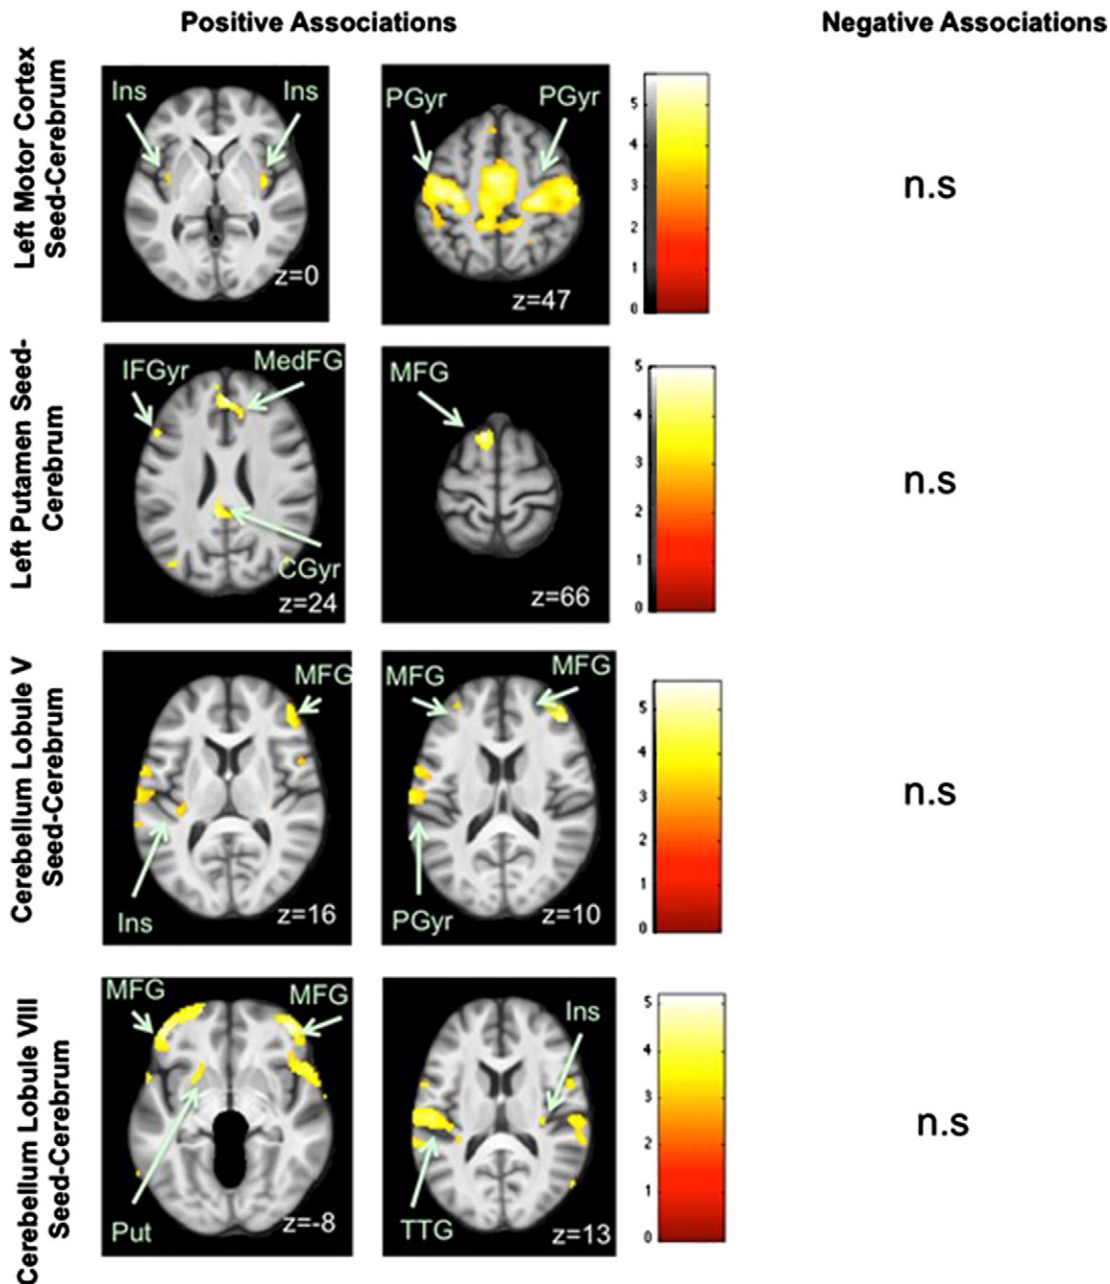 Positive Associations
Negative Associations
Left Motor Cortex
Seed-Cerebrum
Ins
Ins
z=0
PGyr
PGyr
z=47
5
4
3
2
1
0
n.s
Left Putamen Seed-
Cerebrum
IFGyr
MedFG
CGyr
z=24
MFG
z=66
5
4
3
2
1
0
n.s
Cerebellum Lobule V
Seed-Cerebrum
MFG
Ins
z=16
MFG
MFG
PGyr
z=10
5
4
3
2
1
0
n.s
Cerebellum Lobule VIII
Seed-Cerebrum
MFG
MFG
Put
z=-8
Ins
TTG
z=13
5
4
3
2
1
0
n.s